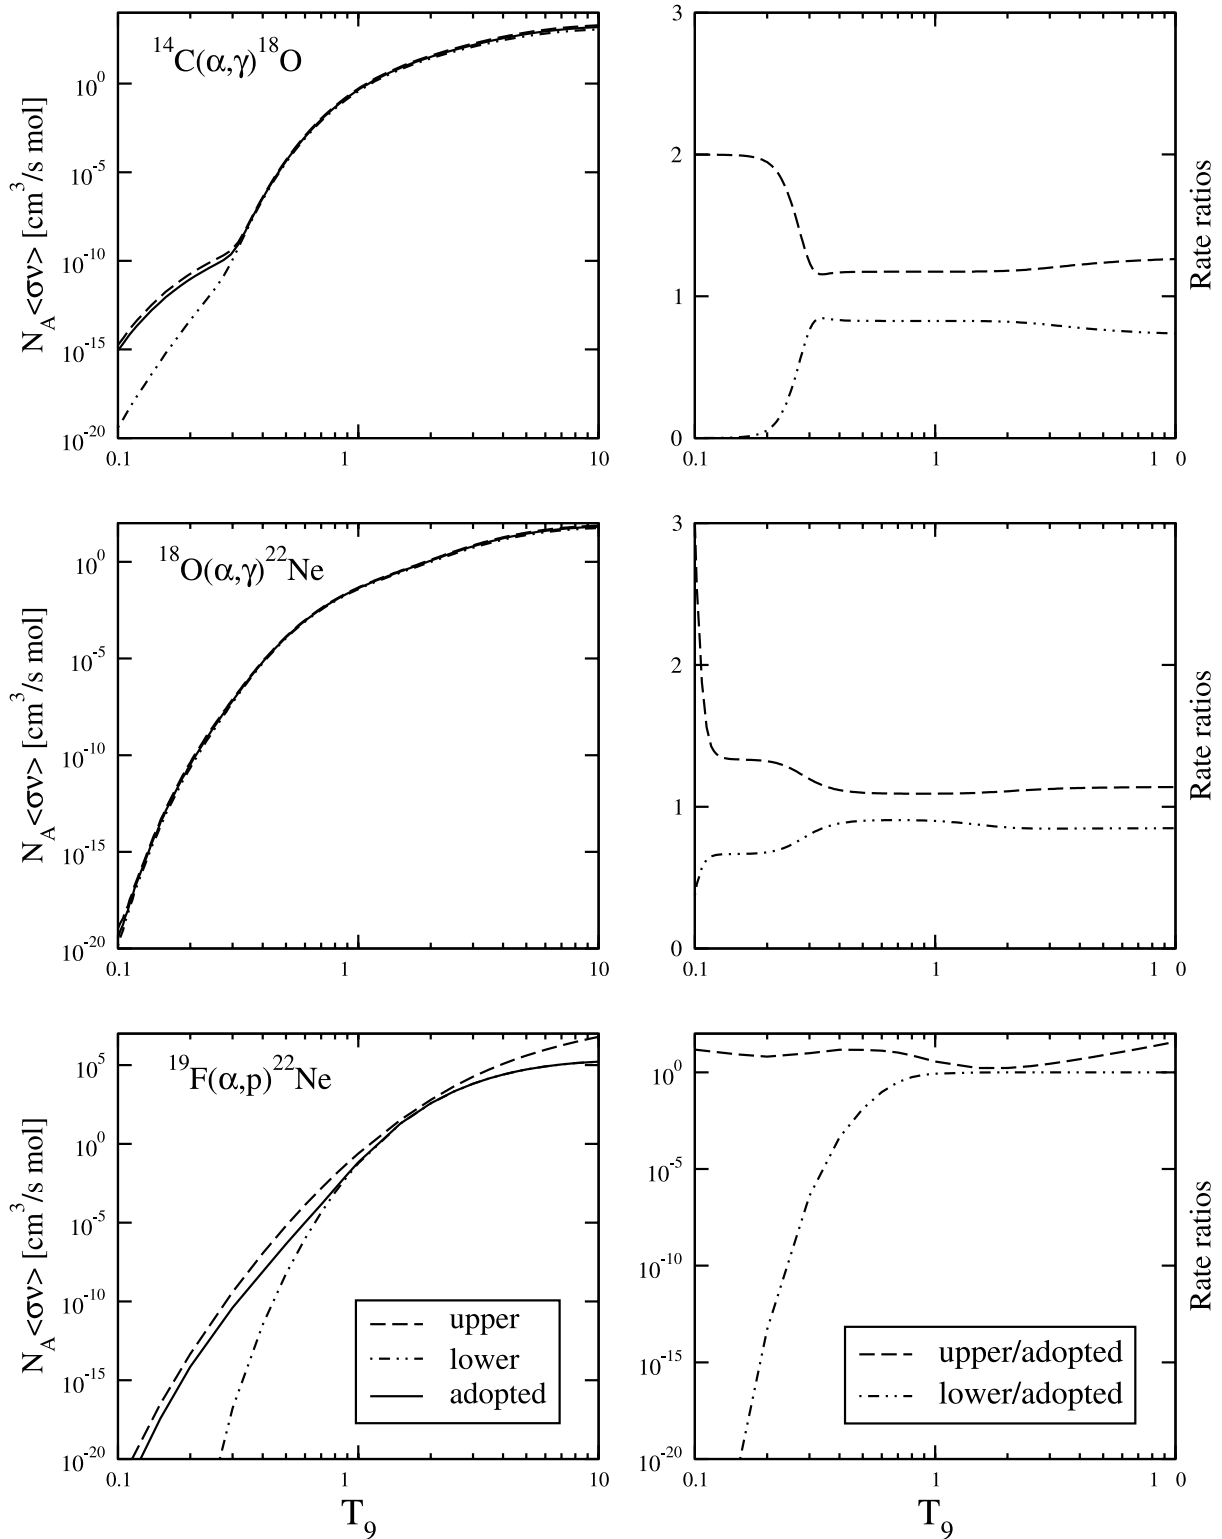 ¹⁴C(α,γ)¹⁸O
N_A <σν> [cm³/s mol]
10⁰
10⁻⁵
10⁻¹⁰
10⁻¹⁵
10⁻²⁰
0.1
1
10
3
2
1
0
0.1
1
1 0
Rate ratios
¹⁸O(α,γ)²²Ne
N_A <σν> [cm³/s mol]
10⁰
10⁻⁵
10⁻¹⁰
10⁻¹⁵
10⁻²⁰
0.1
1
10
3
2
1
0
0.1
1
1 0
Rate ratios
¹⁹F(α,p)²²Ne
N_A <σν> [cm³/s mol]
10⁵
10⁰
10⁻⁵
10⁻¹⁰
10⁻¹⁵
10⁻²⁰
0.1
1
10
upper
lower
adopted
T₉
10⁰
10⁻⁵
10⁻¹⁰
10⁻¹⁵
10⁻²⁰
0.1
1
1 0
Rate ratios
upper/adopted
lower/adopted
T₉